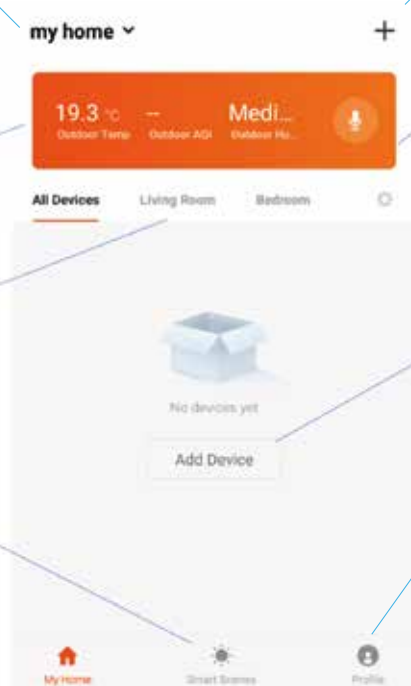 my home
19.3 °C -- Medi...
Outdoor Temp Outdoor AQI Outdoor Hu...
All Devices Living Room Bedroom
No devices yet
Add Device
My Home Smart Scenes Profile